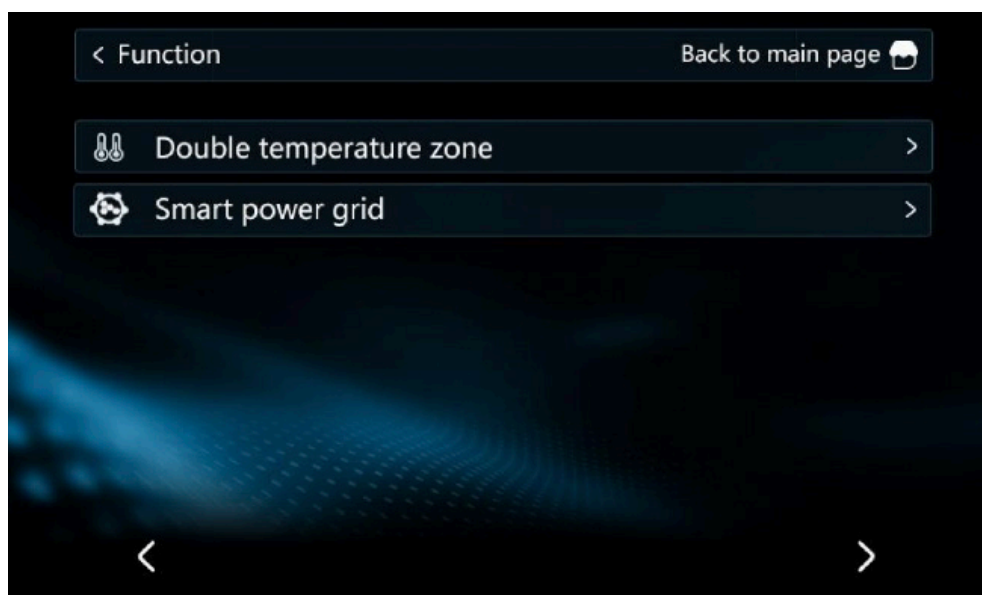 < Function Back to main page
Double temperature zone >
Smart power grid >
< >